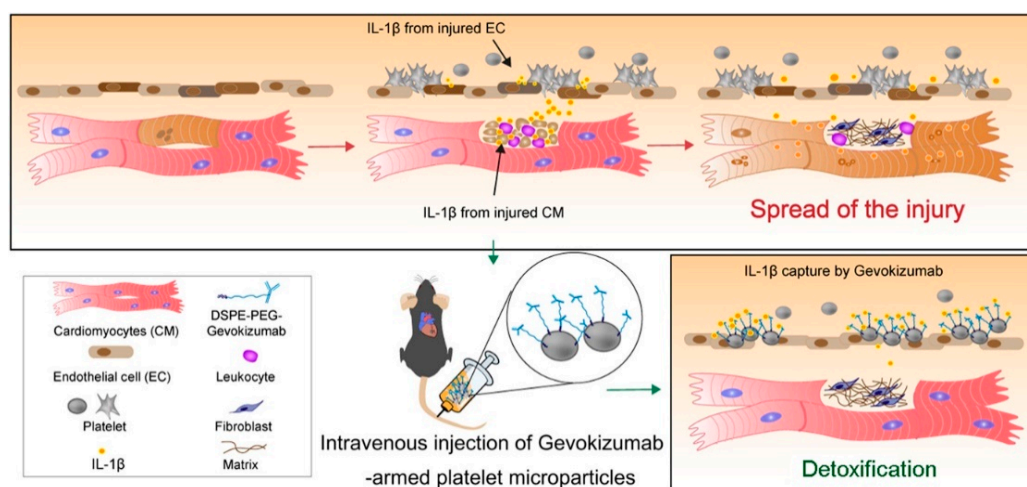 IL-1β from injured EC
IL-1β from injured CM
Spread of the injury
Cardiomyocytes (CM)
DSPE-PEG-
Gevokizumab
Endothelial cell (EC)
Leukocyte
Platelet
Fibroblast
IL-1β
Matrix
Intravenous injection of Gevokizumab
-armed platelet microparticles
IL-1β capture by Gevokizumab
Detoxification